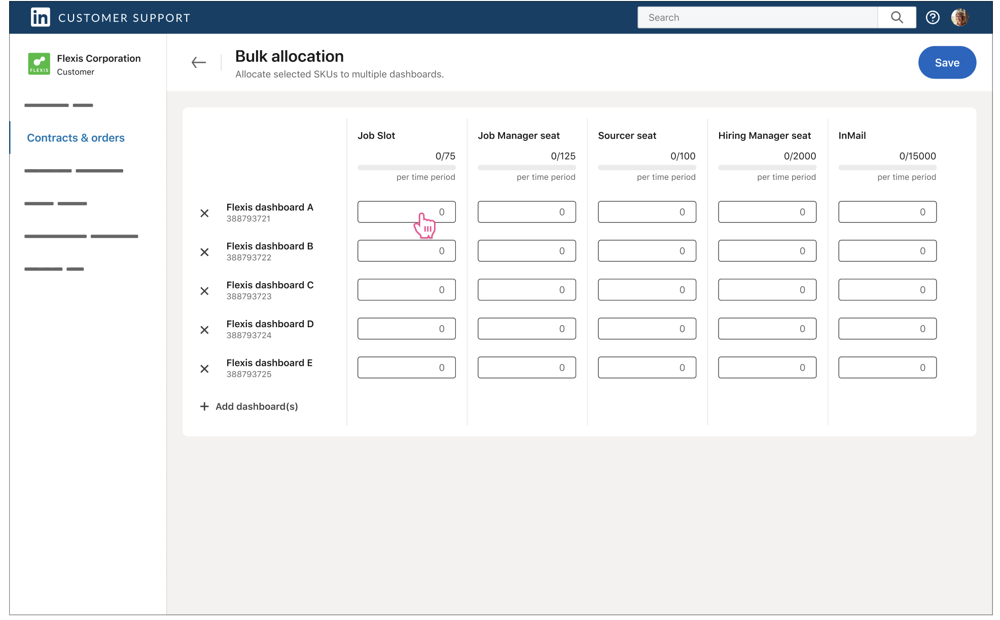 in CUSTOMER SUPPORT
Search
?
FLEXIS
Flexis Corporation
Customer
Contracts & orders
Bulk allocation
Allocate selected SKUs to multiple dashboards.
Save
Job Slot
0/75
per time period
Job Manager seat
0/125
per time period
Sourcer seat
0/100
per time period
Hiring Manager seat
0/2000
per time period
InMail
0/15000
per time period
Flexis dashboard A
388793721
0 0 0 0 0
Flexis dashboard B
388793722
0 0 0 0 0
Flexis dashboard C
388793723
0 0 0 0 0
Flexis dashboard D
388793724
0 0 0 0 0
Flexis dashboard E
388793725
0 0 0 0 0
+ Add dashboard(s)